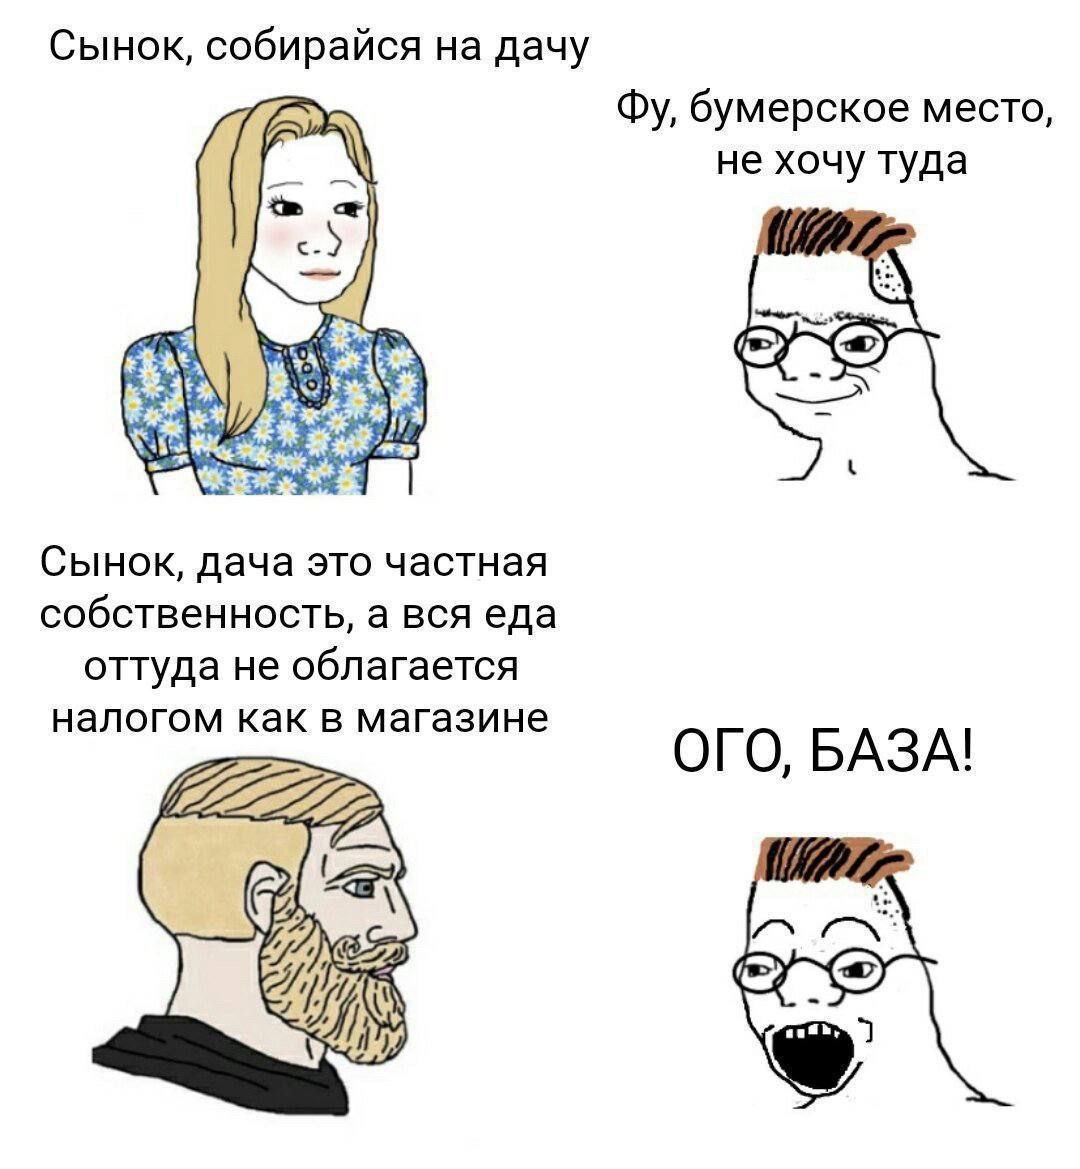 Сынок, собирайся на дачу
Фу, бумерское место,
не хочу туда
Сынок, дача это частная
собственность, а вся еда
оттуда не облагается
налогом как в магазине
ОГО, БАЗА!